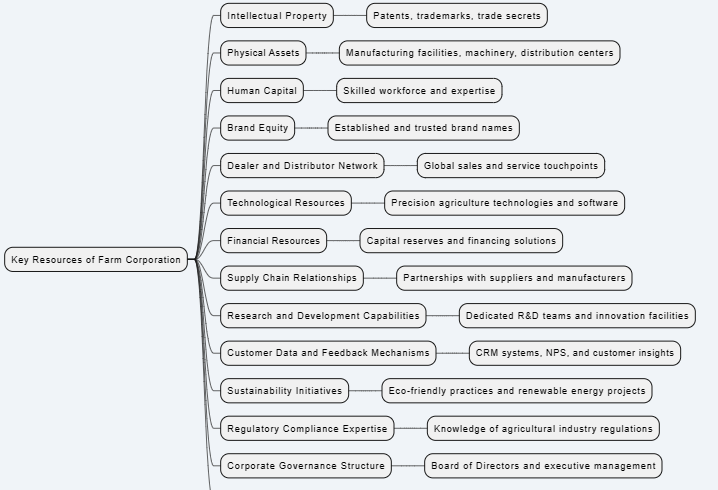 Intellectual Property
Patents, trademarks, trade secrets
Physical Assets
Manufacturing facilities, machinery, distribution centers
Human Capital
Skilled workforce and expertise
Brand Equity
Established and trusted brand names
Dealer and Distributor Network
Global sales and service touchpoints
Technological Resources
Precision agriculture technologies and software
Key Resources of Farm Corporation
Financial Resources
Capital reserves and financing solutions
Supply Chain Relationships
Partnerships with suppliers and manufacturers
Research and Development Capabilities
Dedicated R&D teams and innovation facilities
Customer Data and Feedback Mechanisms
CRM systems, NPS, and customer insights
Sustainability Initiatives
Eco-friendly practices and renewable energy projects
Regulatory Compliance Expertise
Knowledge of agricultural industry regulations
Corporate Governance Structure
Board of Directors and executive management